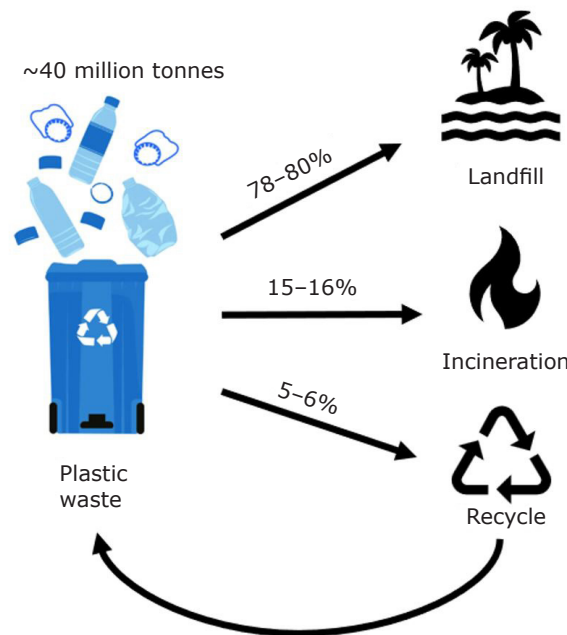 ~40 million tonnes
78–80%
Landfill
15–16%
Incineration
5–6%
Plastic
waste
Recycle